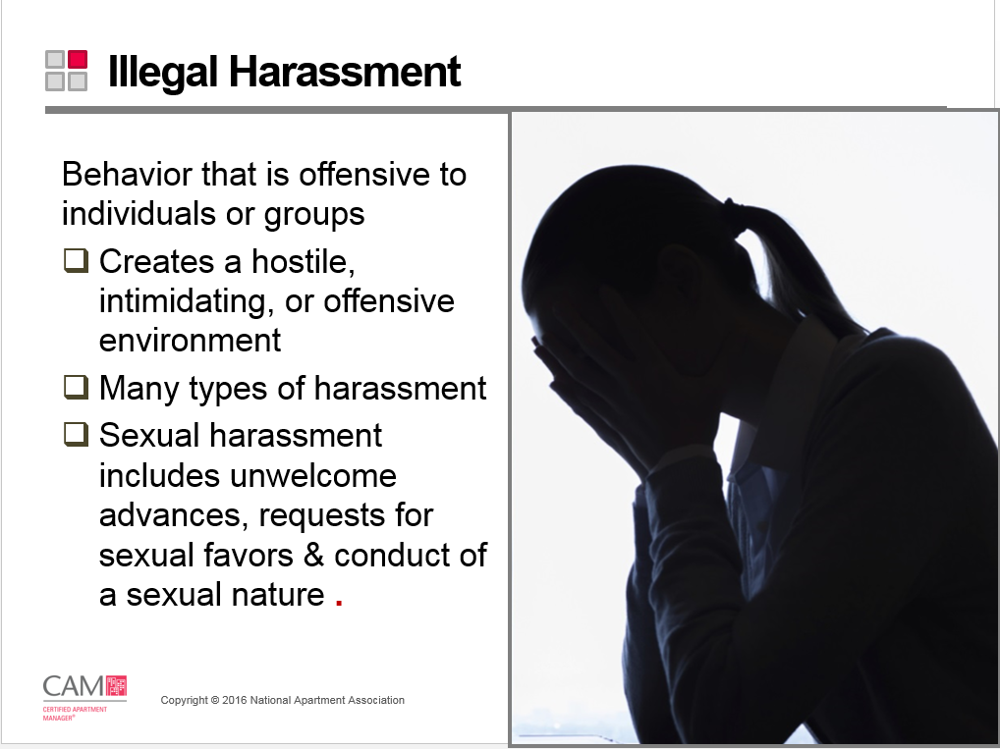 Illegal Harassment
Behavior that is offensive to
individuals or groups
Creates a hostile,
intimidating, or offensive
environment
Many types of harassment
Sexual harassment
includes unwelcome
advances, requests for
sexual favors & conduct of
a sexual nature .
CAM
CERTIFIED APARTMENT
MANAGER®
Copyright © 2016 National Apartment Association